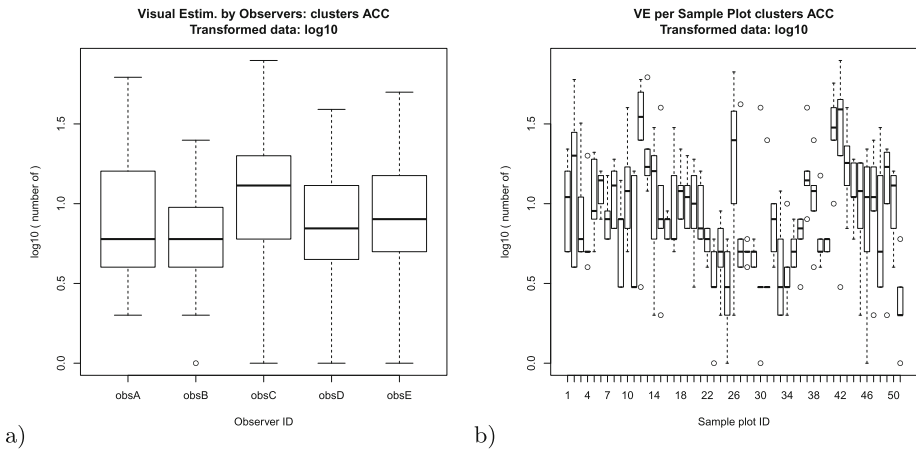 Visual Estim. by Observers: clusters ACC
Transformed data: log10
log10 ( number of )
0.0 0.5 1.0 1.5
obsA obsB obsC obsD obsE
Observer ID
a)
VE per Sample Plot clusters ACC
Transformed data: log10
log10 ( number of )
0.0 0.5 1.0 1.5
1 4 7 10 14 18 22 26 30 34 38 42 46 50
Sample plot ID
b)